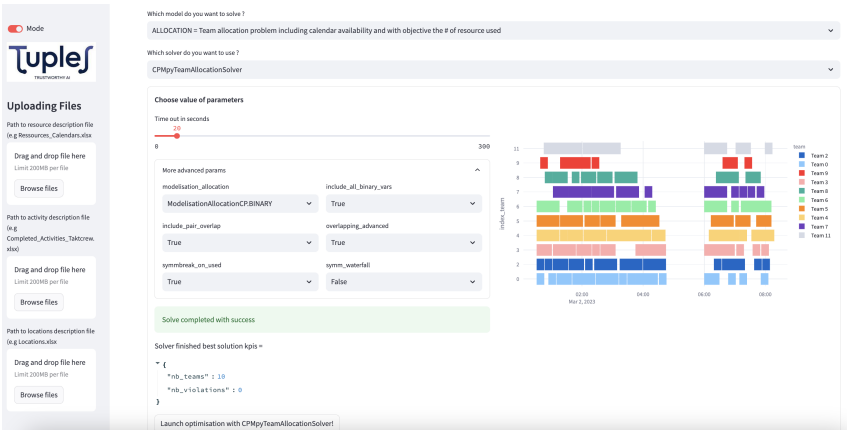 Mode
Tuples
TRUSTWORTHY AI
Uploading Files
Path to resource description file
(e.g Ressources_Calendars.xlsx
Drag and drop file here
Limit 200MB per file
Browse files
Path to activity description file
(e.g
Completed_Activities_Taktcrew.
xlsx)
Drag and drop file here
Limit 200MB per file
Browse files
Path to locations description file
(e.g Locations.xlsx
Drag and drop file here
Limit 200MB per file
Browse files
Which model do you want to solve ?
ALLOCATION = Team allocation problem including calendar availability and with objective the # of resource used
Which solver do you want to use ?
CPMpyTeamAllocationSolver
Choose value of parameters
Time out in seconds
20
0 300
More advanced params
modelisation_allocation include_all_binary_vars
ModelisationAllocationCP.BINARY True
include_pair_overlap overlapping_advanced
True True
symmbreak_on_used symm_waterfall
True False
Solve completed with success
Solver finished best solution kpis =
{
"nb_teams" : 10
"nb_violations" : 0
}
Launch optimisation with CPMpyTeamAllocationSolver!
index_team
11
9
8
7
6
5
4
3
2
0
02:00 04:00 06:00 08:00
Mar 2, 2023
team
Team 2
Team 0
Team 9
Team 3
Team 8
Team 6
Team 5
Team 4
Team 7
Team 11